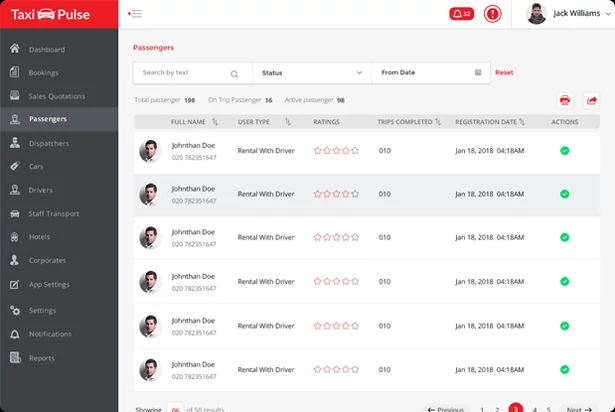 Taxi Pulse
32
Jack Williams
Dashboard
Bookings
Sales Quotations
Passengers
Dispatchers
Cars
Drivers
Staff Transport
Hotels
Corporates
App Settings
Settings
Notifications
Reports
Passengers
Search by text Status From Date Reset
Total passenger 198 On Trip Passenger 16 Active passenger 98
FULL NAME USER TYPE RATINGS TRIPS COMPLETED REGISTRATION DATE ACTIONS
Johnthan Doe
020 782351647
Rental With Driver 010 Jan 18, 2018 04:18AM
Johnthan Doe
020 782351647
Rental With Driver 010 Jan 18, 2018 04:18AM
Johnthan Doe
020 782351647
Rental With Driver 010 Jan 18, 2018 04:18AM
Johnthan Doe
020 782351647
Rental With Driver 010 Jan 18, 2018 04:18AM
Johnthan Doe
020 782351647
Rental With Driver 010 Jan 18, 2018 04:18AM
Johnthan Doe
020 782351647
Rental With Driver 010 Jan 18, 2018 04:18AM
Showing 06 of 50 results Previous 1 2 3 4 5 Next